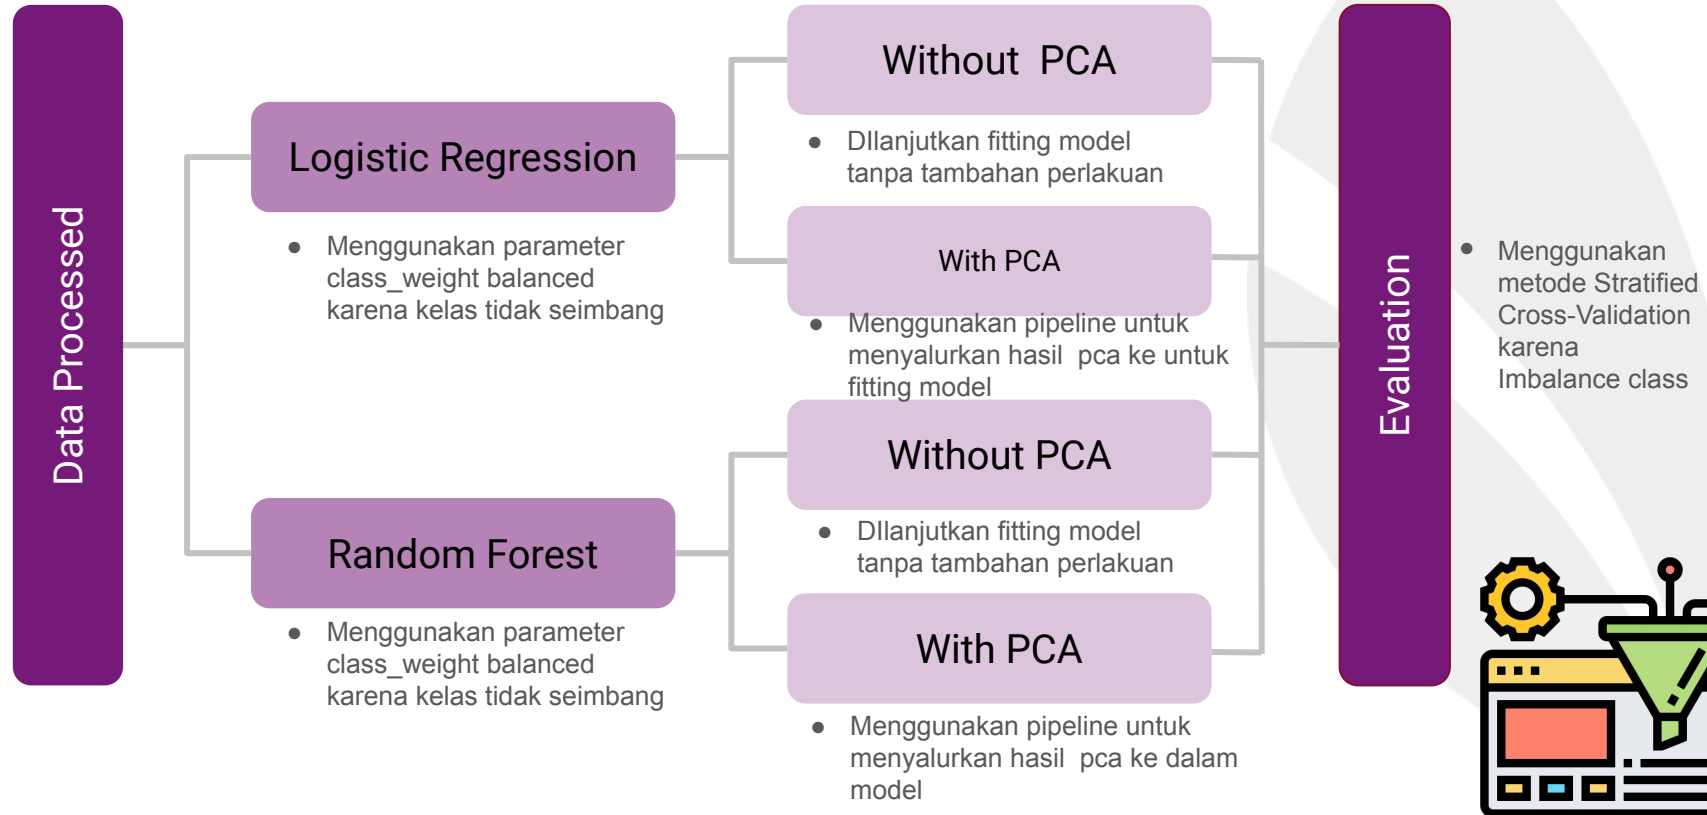 Data Processed
Logistic Regression
● Menggunakan parameter
class_weight balanced
karena kelas tidak seimbang
Without PCA
● DIlanjutkan fitting model
tanpa tambahan perlakuan
With PCA
● Menggunakan pipeline untuk
menyalurkan hasil pca ke untuk
fitting model
Random Forest
● Menggunakan parameter
class_weight balanced
karena kelas tidak seimbang
Without PCA
● DIlanjutkan fitting model
tanpa tambahan perlakuan
With PCA
● Menggunakan pipeline untuk
menyalurkan hasil pca ke dalam
model
Evaluation
● Menggunakan
metode Stratified
Cross-Validation
karena
Imbalance class